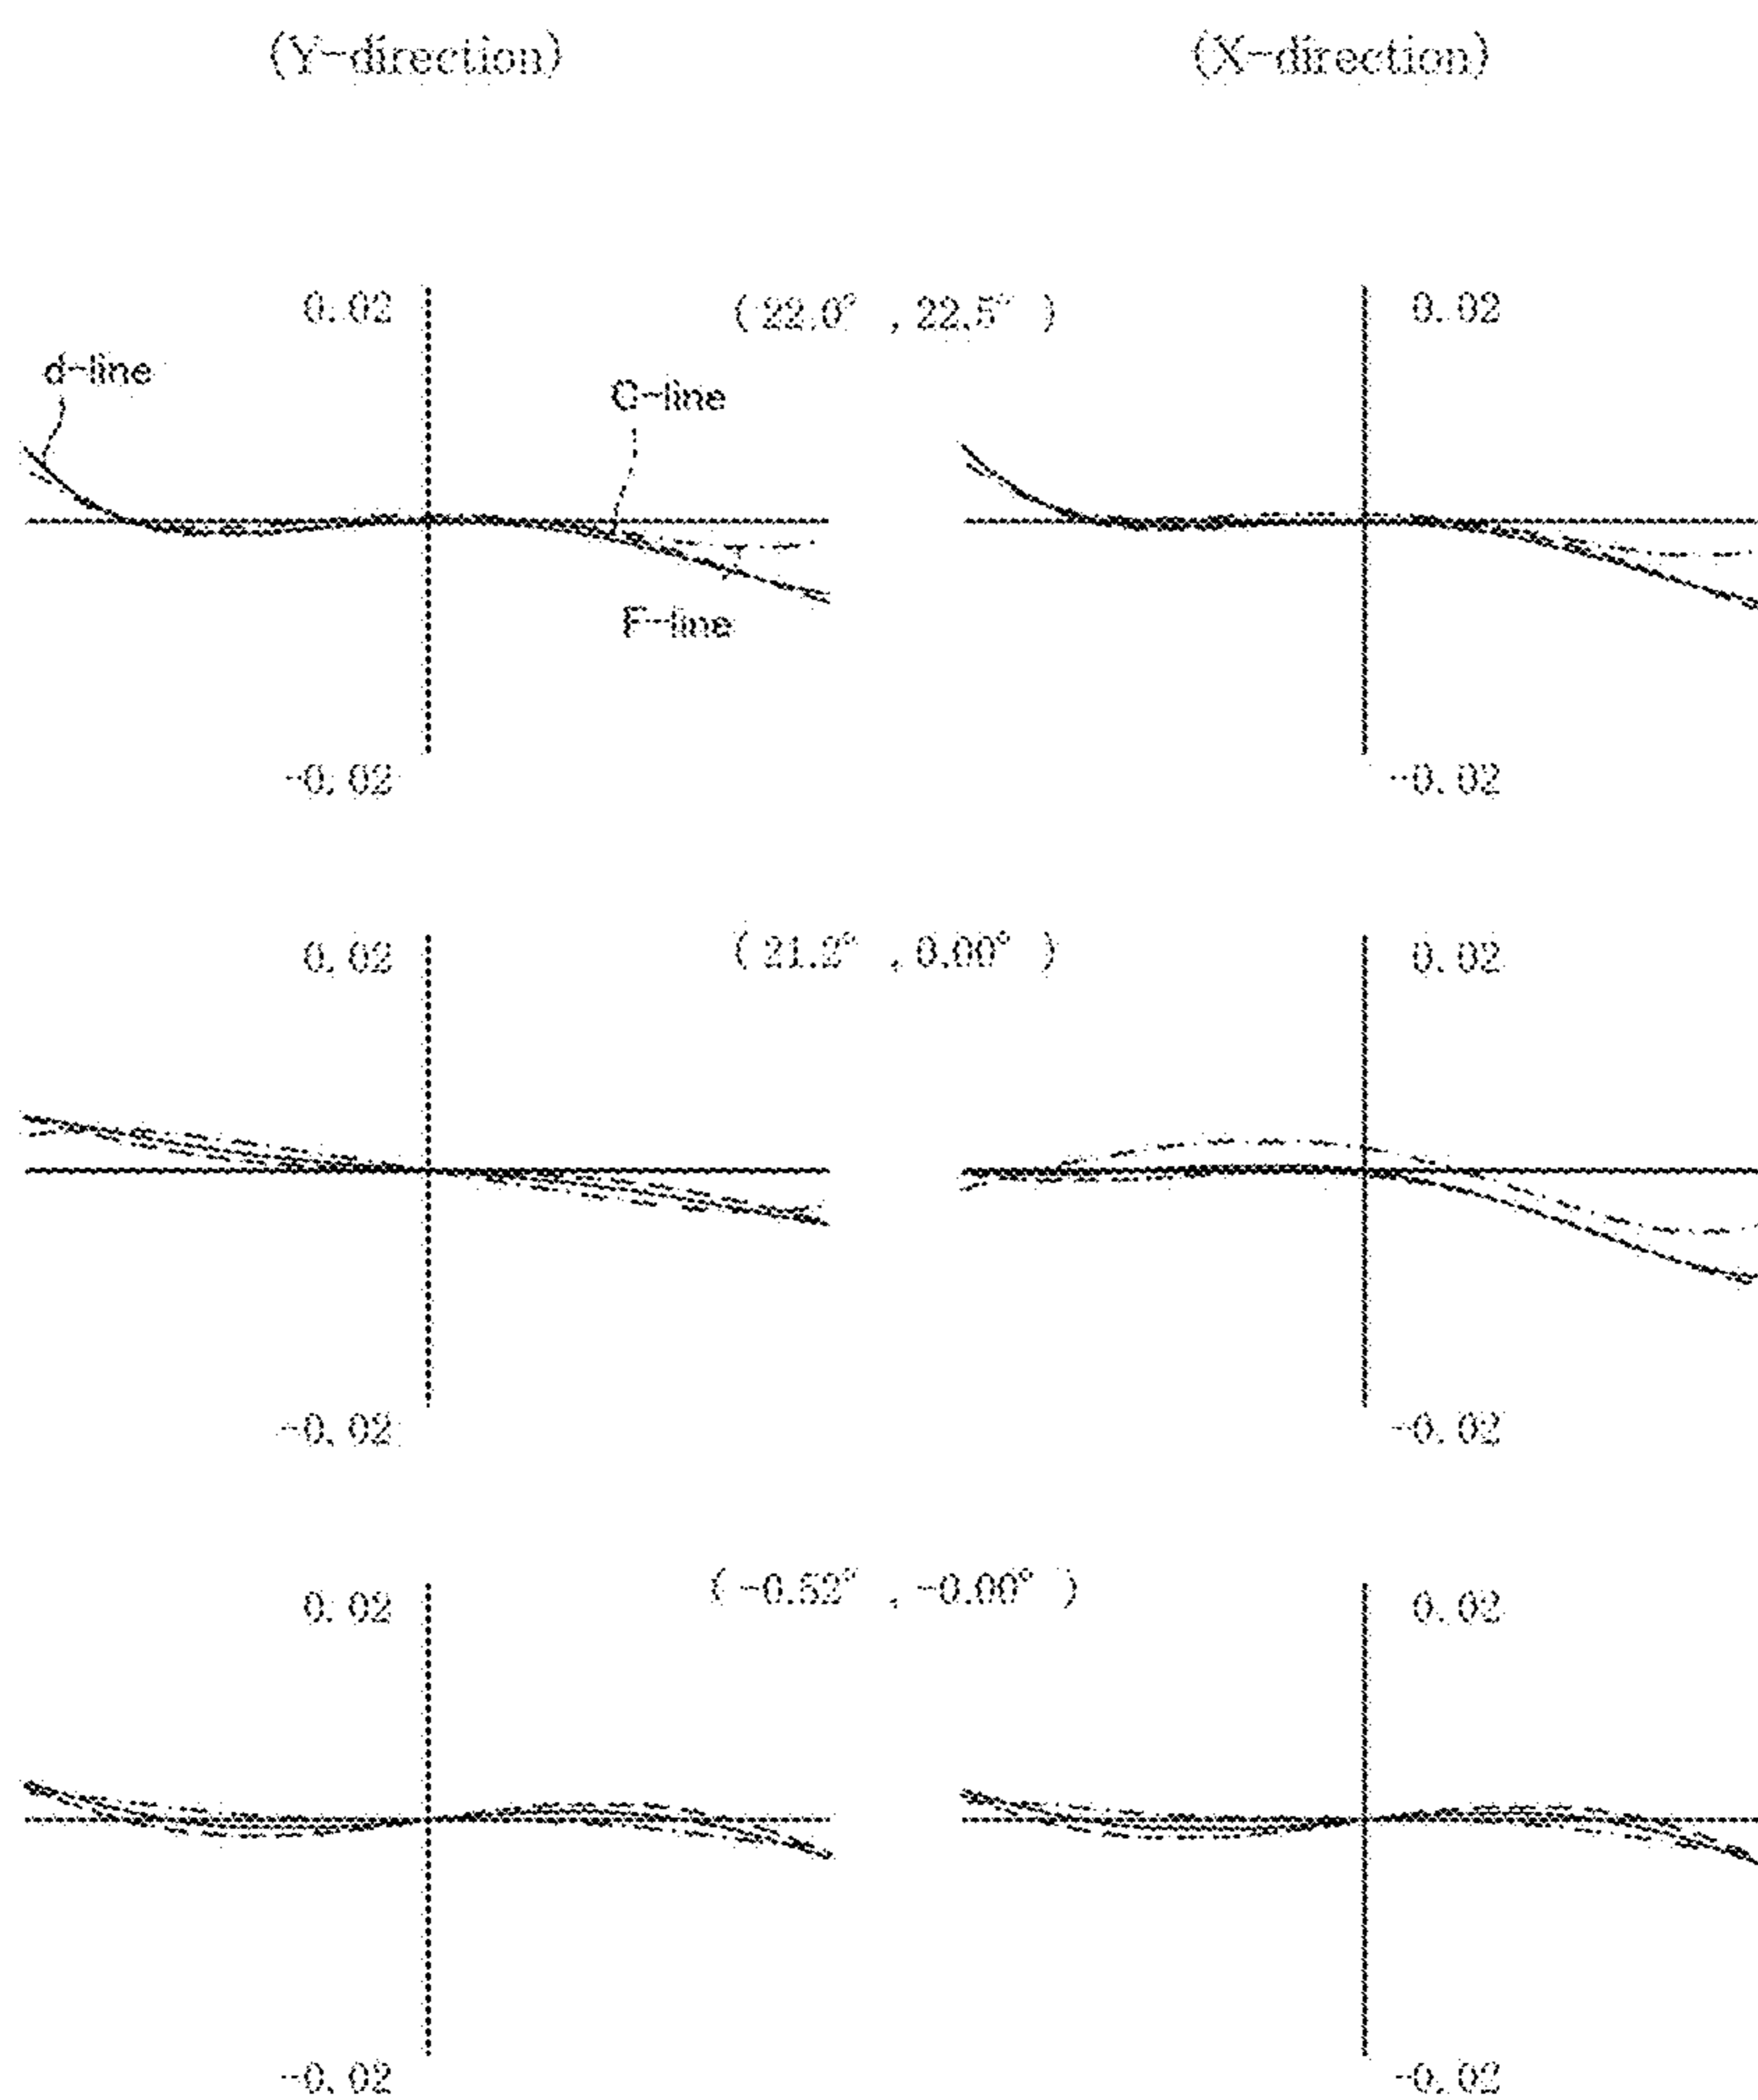 (Y-direction) (X-direction)
0.02 (22.0° , 22.5° ) 0.02
d-line
C-line
F-line
-0.02 -0.02
0.02 (21.2° , 0.00° ) 0.02
-0.02 -0.02
0.02 (-0.52° , -0.00° ) 0.02
-0.02 -0.02